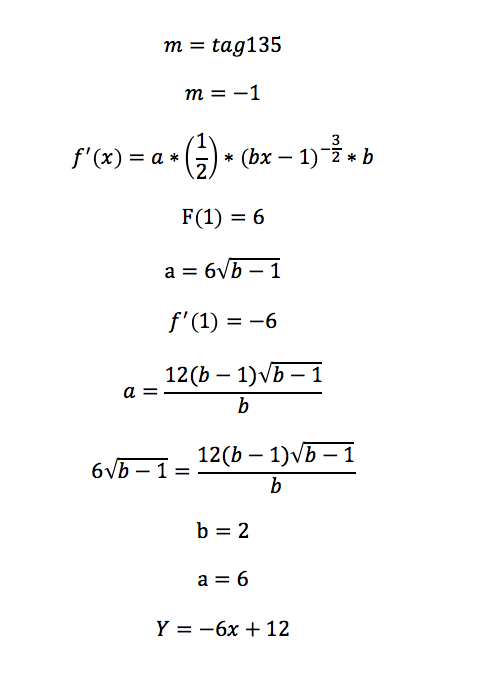 m = tag135
m = −1
f′(x) = a * (1/2) * (bx − 1)^(−3/2) * b
F(1) = 6
a = 6√(b − 1)
f′(1) = −6
a = 12(b − 1)√(b − 1) / b
6√(b − 1) = 12(b − 1)√(b − 1) / b
b = 2
a = 6
Y = −6x + 12